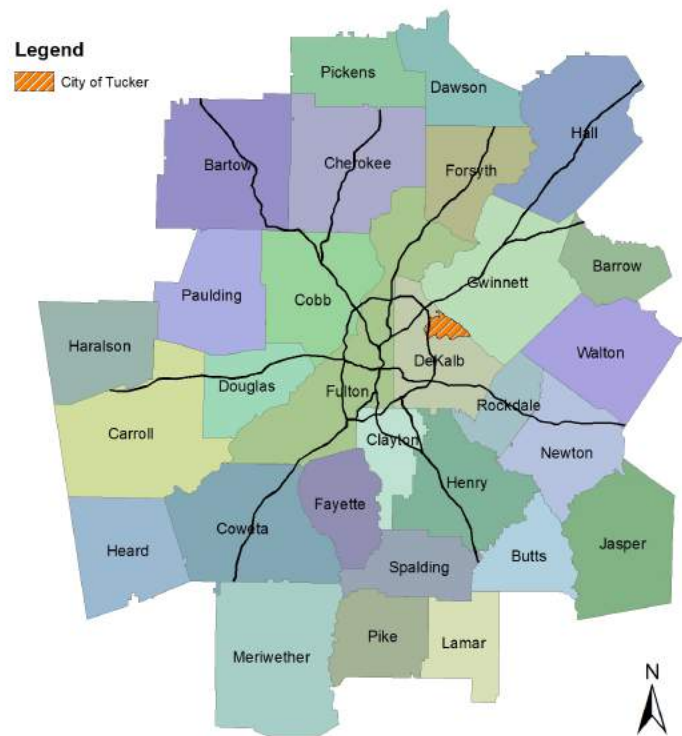 Legend
City of Tucker
Pickens
Dawson
Hall
Bartow
Cherokee
Forsyth
Barrow
Gwinnett
Paulding
Cobb
Haralson
Walton
DeKalb
Douglas
Fulton
Rockdale
Carroll
Clayton
Newton
Henry
Fayette
Coweta
Heard
Butts
Jasper
Spalding
Pike
Lamar
Meriwether
N